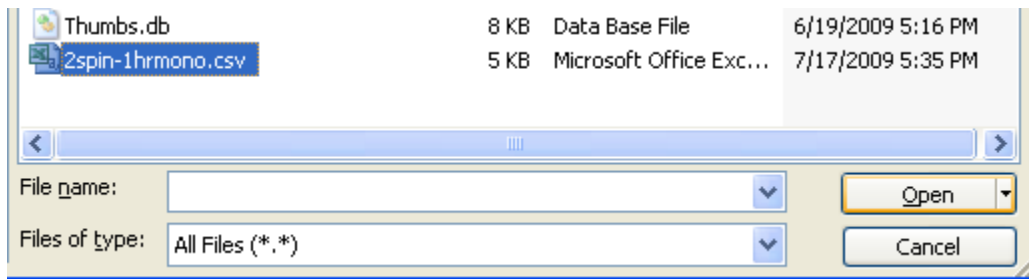 Thumbs.db 8 KB Data Base File 6/19/2009 5:16 PM
2spin-1hrmono.csv 5 KB Microsoft Office Exc... 7/17/2009 5:35 PM
File name: Open
Files of type: All Files (*.*) Cancel